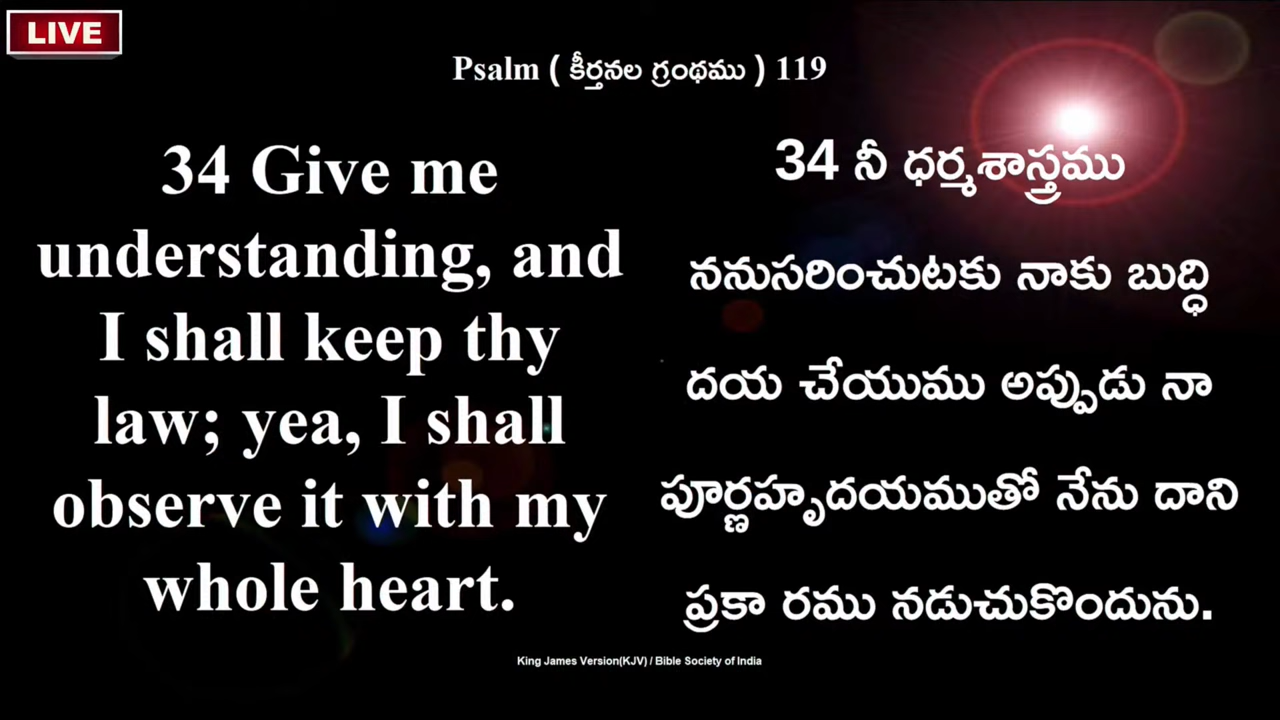 LIVE
Psalm ( కీర్తనల గ్రంథము ) 119
34 Give me
understanding, and
I shall keep thy
law; yea, I shall
observe it with my
whole heart.
34 నీ ధర్మశాస్త్రము
ననుసరించుటకు నాకు బుద్ధి
దయ చేయుము అప్పుడు నా
పూర్ణహృదయముతో నేను దాని
ప్రకా రము నడుచుకొందును.
King James Version(KJV) / Bible Society of India